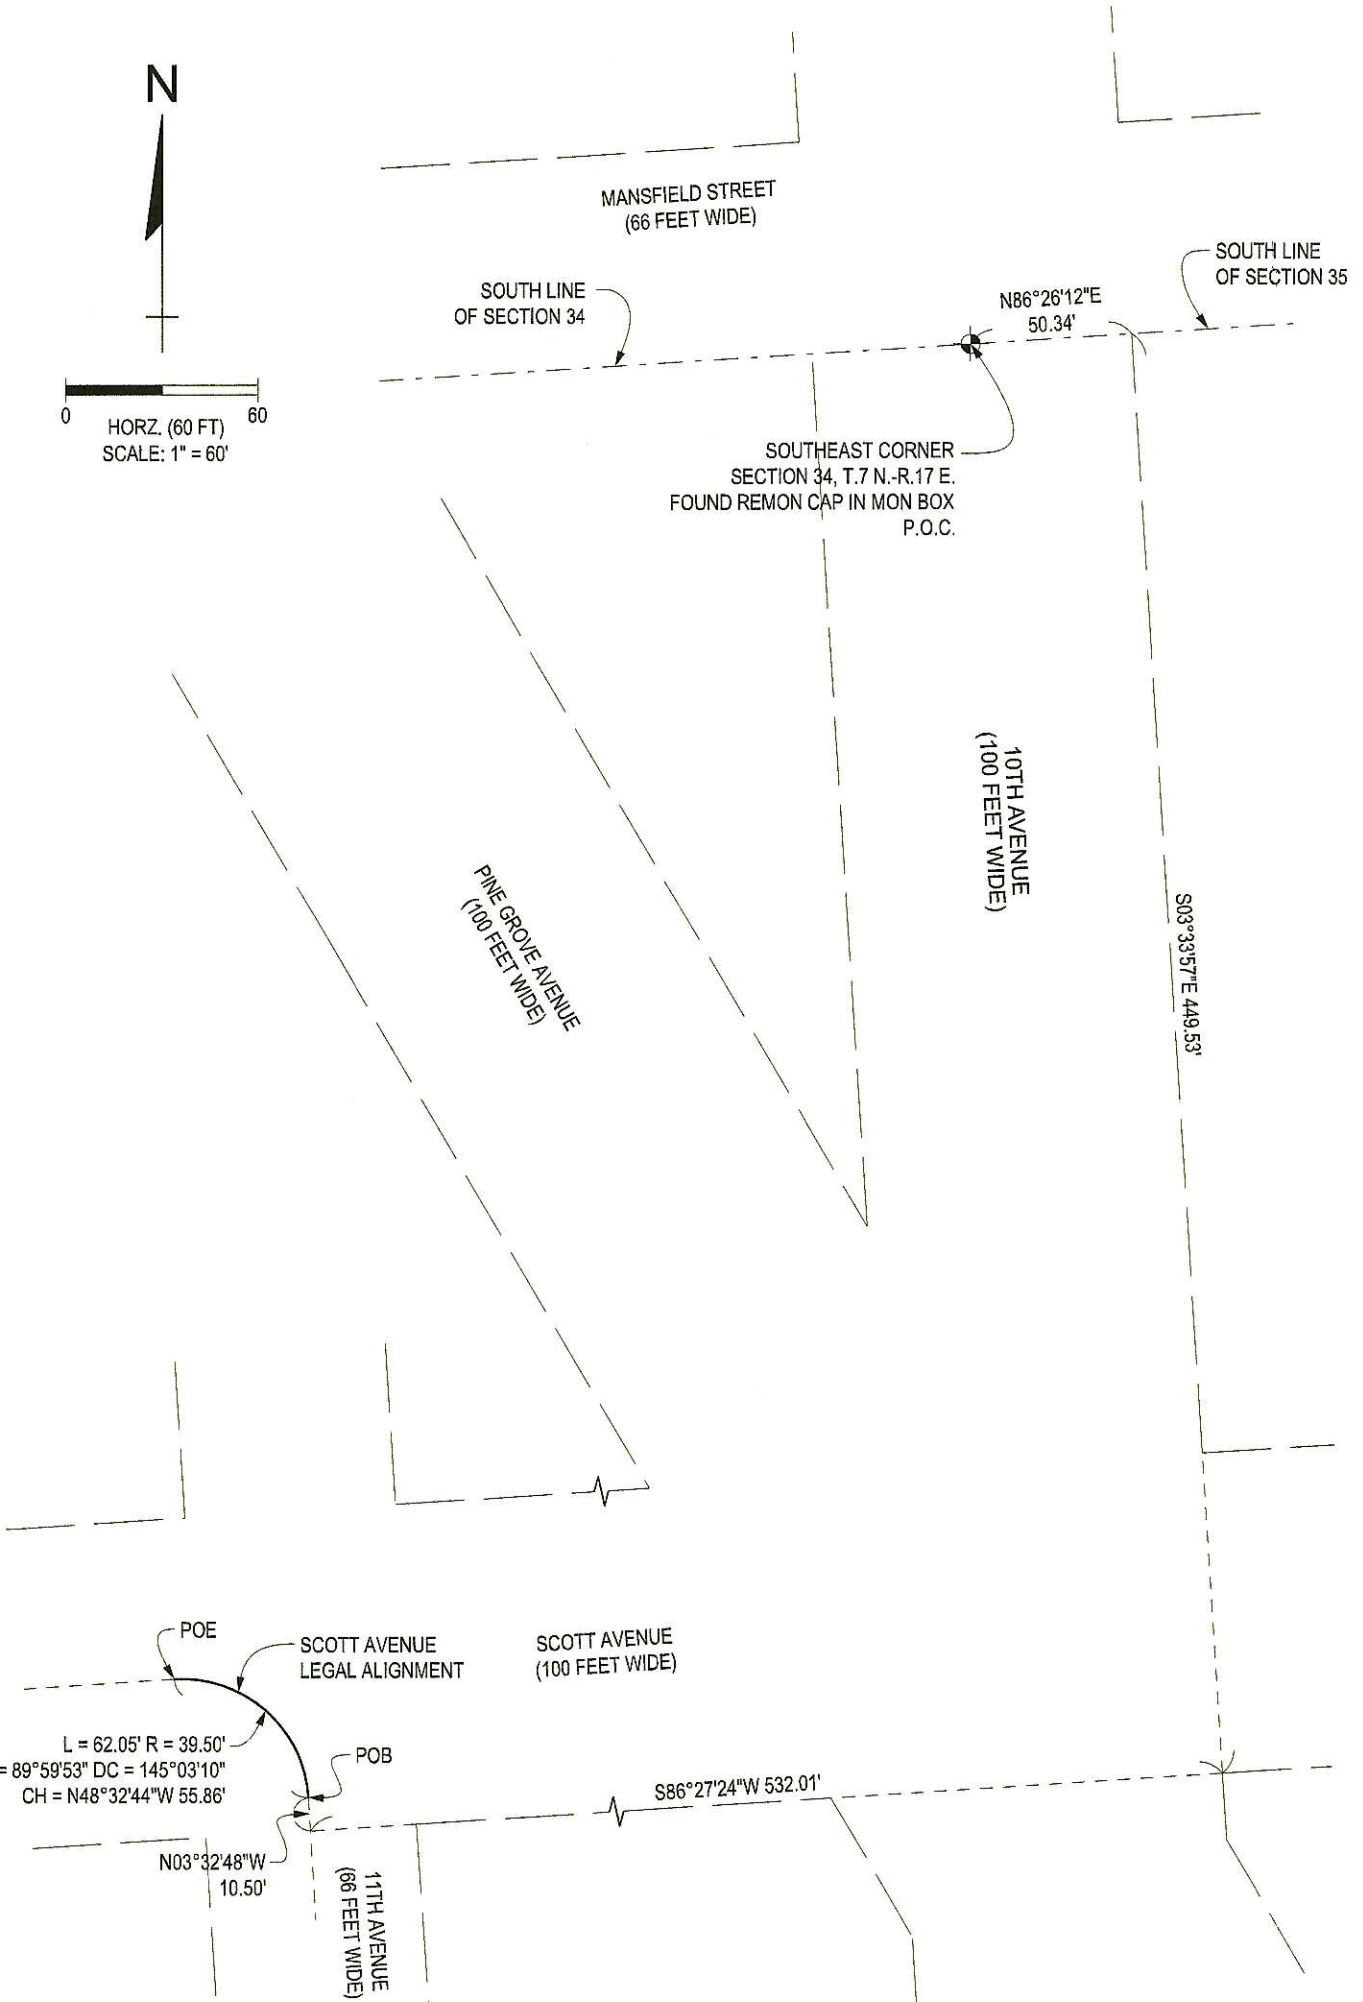 N
MANSFIELD STREET
(66 FEET WIDE)
SOUTH LINE
OF SECTION 35
SOUTH LINE
OF SECTION 34
N86°26'12"E
50.34'
0
60
HORZ. (60 FT)
SCALE: 1" = 60'
SOUTHEAST CORNER
SECTION 34, T.7 N.-R.17 E.
FOUND REMON CAP IN MON BOX
P.O.C.
10TH AVENUE
(100 FEET WIDE)
PINE GROVE AVENUE
(100 FEET WIDE)
S03°33'57"E 449.53'
POE
SCOTT AVENUE
LEGAL ALIGNMENT
SCOTT AVENUE
(100 FEET WIDE)
L = 62.05' R = 39.50'
= 89°59'53" DC = 145°03'10"
CH = N48°32'44"W 55.86'
POB
S86°27'24"W 532.01'
N03°32'48"W
10.50'
11TH AVENUE
(66 FEET WIDE)